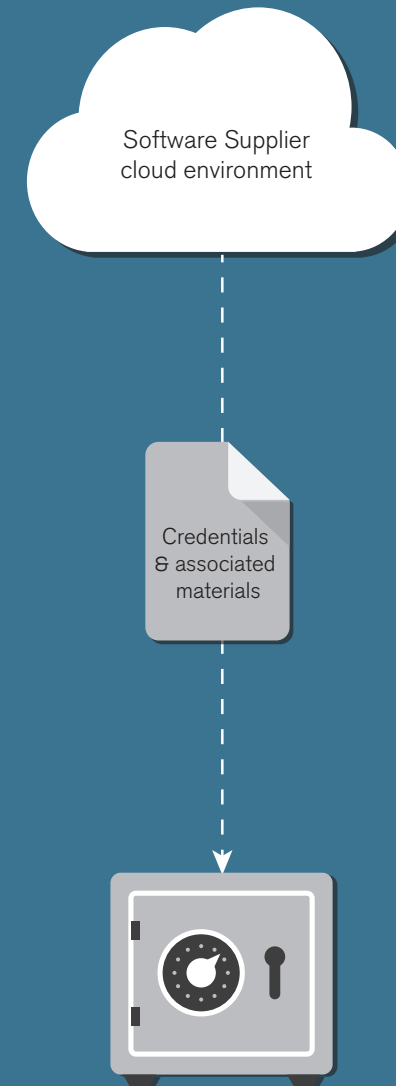 Software Supplier
cloud environment
Credentials
& associated
materials